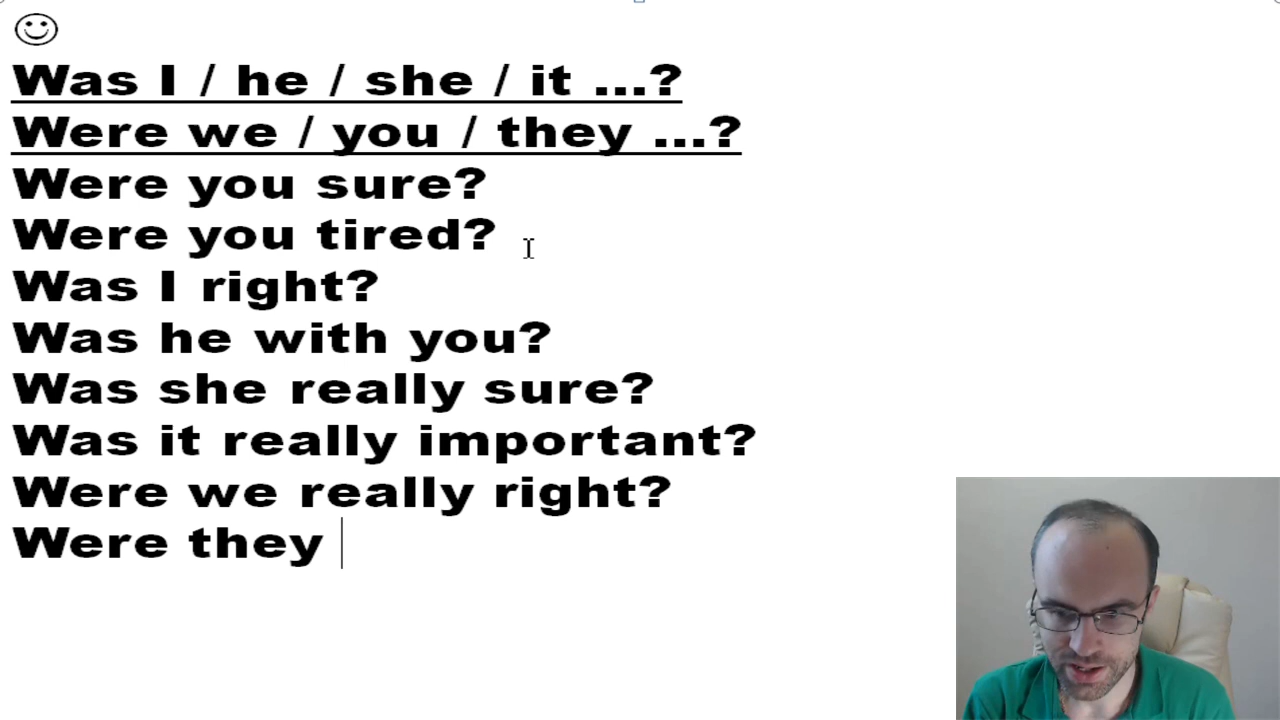 Was I / he / she / it ...?
Were we / you / they ...?
Were you sure?
Were you tired?
Was I right?
Was he with you?
Was she really sure?
Was it really important?
Were we really right?
Were they